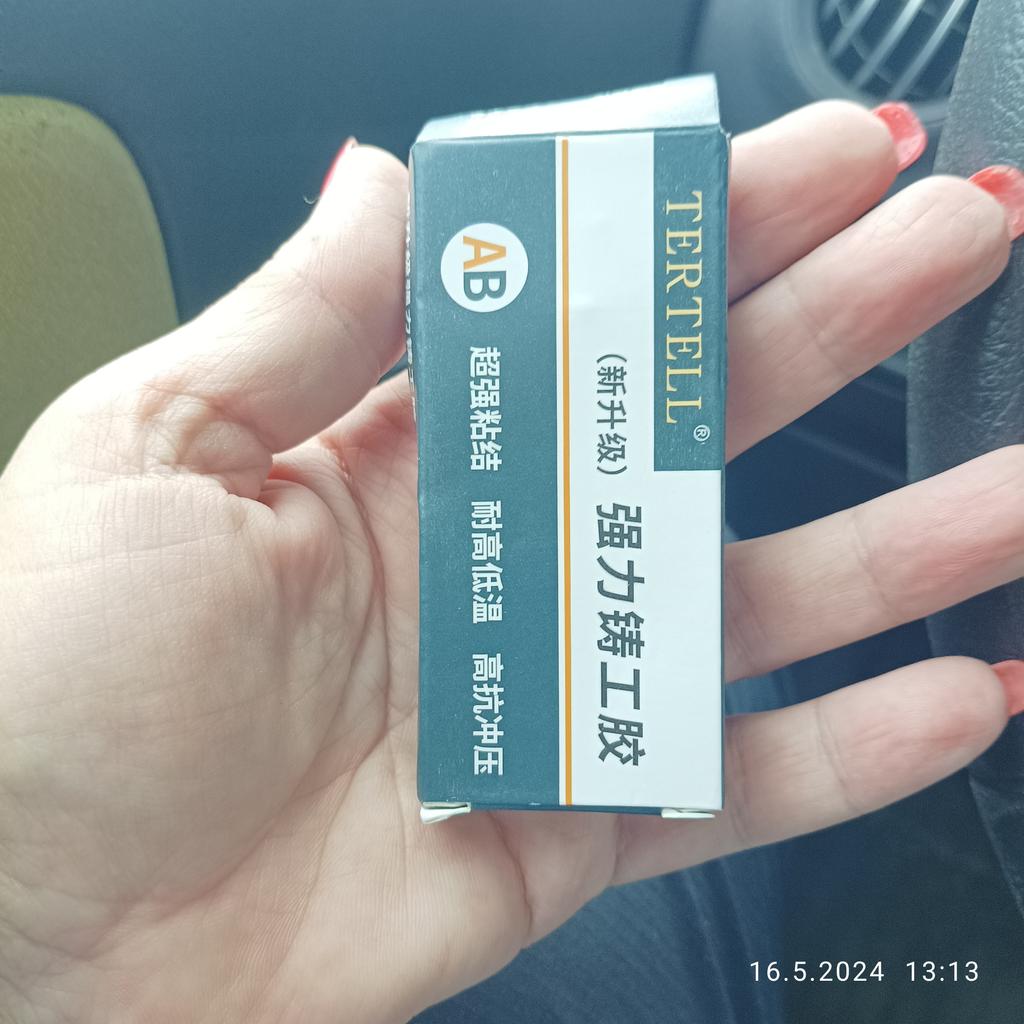 TERTELL®
(新升级) 强力铸工胶
AB 超强粘结 耐高低温 高抗冲压
16.5.2024 13:13